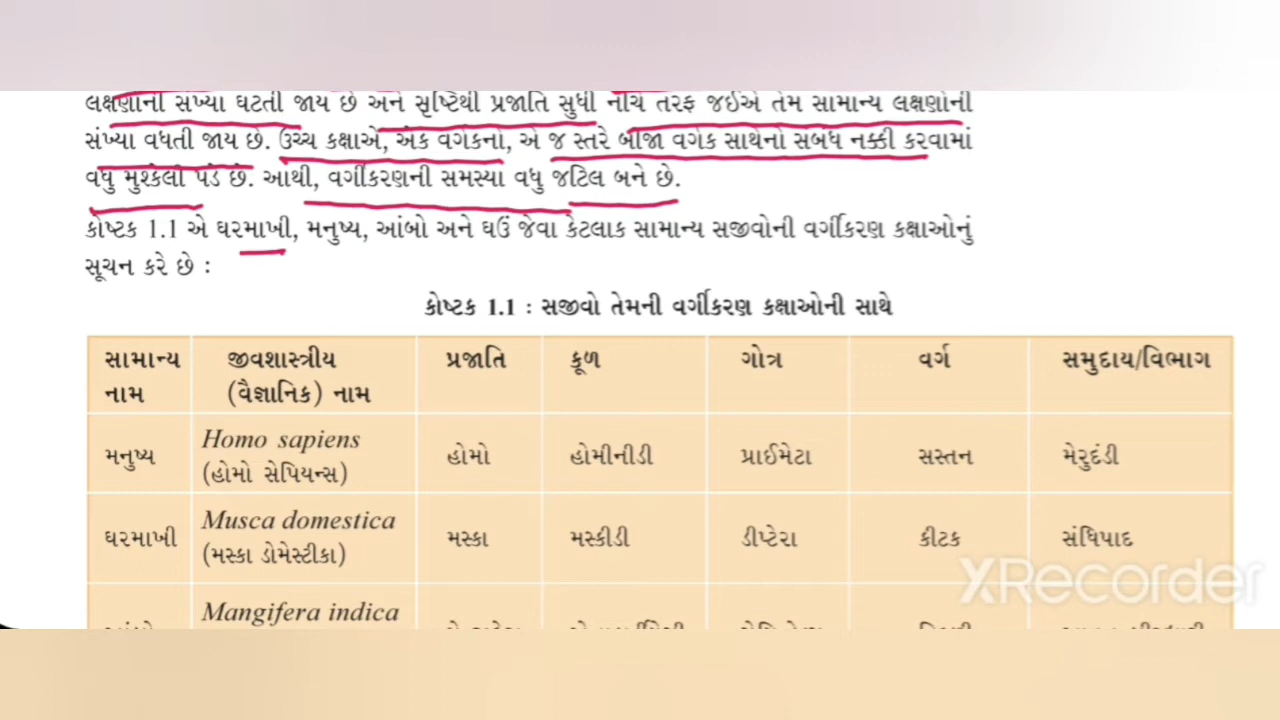 લક્ષણોની સંખ્યા ઘટતી જાય છે અને સૃષ્ટિથી પ્રજાતિ સુધી નીચે તરફ જઈએ તેમ સામાન્ય લક્ષણોની
સંખ્યા વધતી જાય છે. ઉચ્ચ કક્ષાએ, એક વર્ગકનો, એ જ સ્તરે બીજા વર્ગક સાથેનો સંબંધ નક્કી કરવામાં
વધુ મુશ્કેલી પડે છે. આથી, વર્ગીકરણની સમસ્યા વધુ જટિલ બને છે.
કોષ્ટક 1.1 એ ઘરમાખી, મનુષ્ય, આંબો અને ઘઉં જેવા કેટલાક સામાન્ય સજીવોની વર્ગીકરણ કક્ષાઓનું
સૂચન કરે છે :
કોષ્ટક 1.1 : સજીવો તેમની વર્ગીકરણ કક્ષાઓની સાથે
સામાન્ય નામ જીવશાસ્ત્રીય (વૈજ્ઞાનિક) નામ પ્રજાતિ કૂળ ગોત્ર વર્ગ સમુદાય/વિભાગ
મનુષ્ય Homo sapiens (હોમો સેપિયન્સ) હોમો હોમીનીડી પ્રાઈમેટા સસ્તન મેરુદંડી
ઘરમાખી Musca domestica (મસ્કા ડોમેસ્ટીકા) મસ્કા મસ્કીડી ડીપ્ટેરા કીટક સંધિપાદ
Mangifera indica
XRecorder